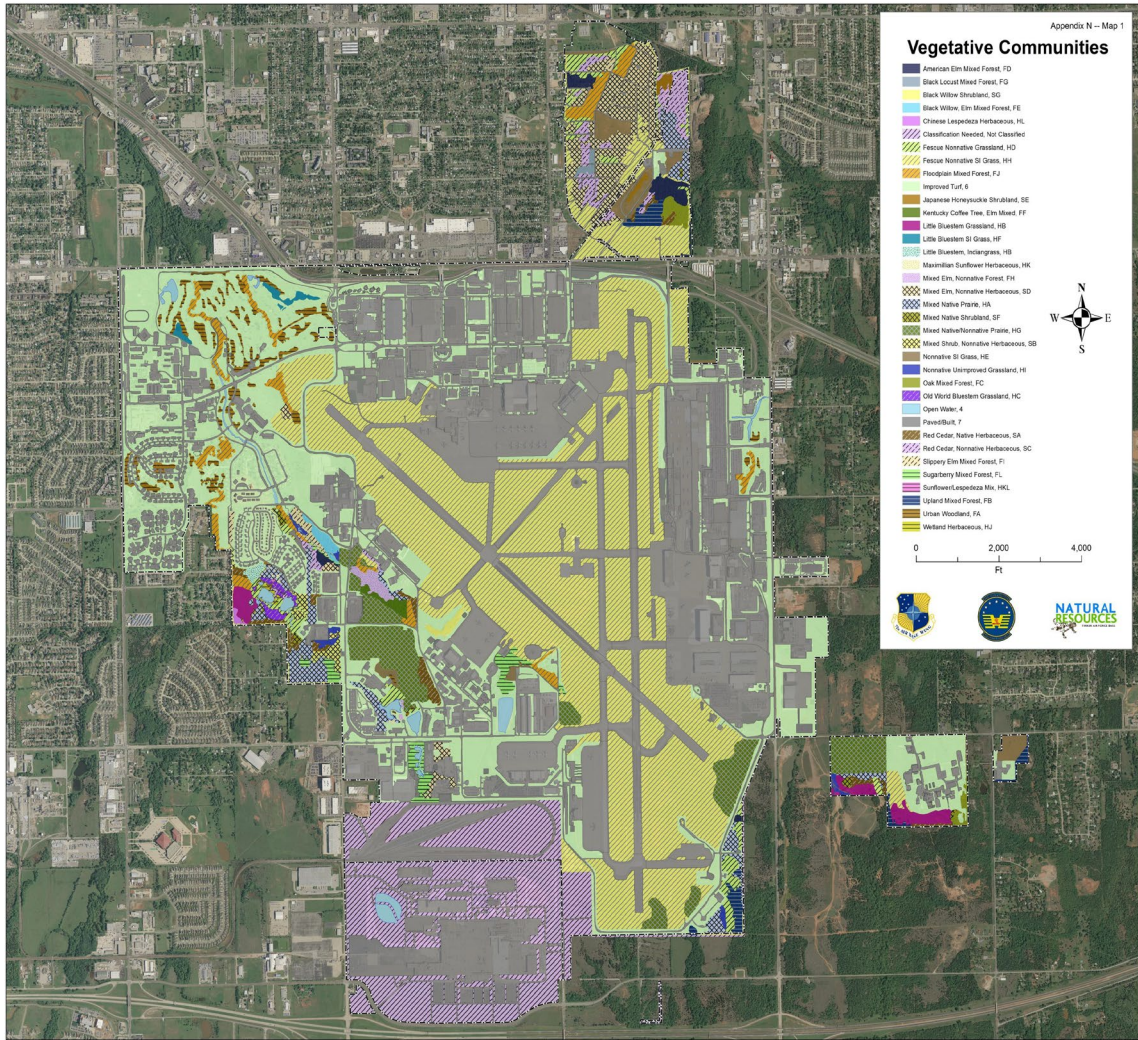 Appendix N -- Map 1
Vegetative Communities
American Elm Mixed Forest, FD
Black Locust Mixed Forest, FG
Black Willow Shrubland, SG
Black Willow, Elm Mixed Forest, FE
Chinese Lespedeza Herbaceous, HL
Classification Needed, Not Classified
Fescue Nonnative Grassland, HD
Fescue Nonnative SI Grass, HH
Floodplain Mixed Forest, FJ
Improved Turf, 6
Japanese Honeysuckle Shrubland, SE
Kentucky Coffee Tree, Elm Mixed, FF
Little Bluestem Grassland, HB
Little Bluestem SI Grass, HF
Little Bluestem, Indiangrass, HB
Maximillian Sunflower Herbaceous, HK
Mixed Elm, Nonnative Forest, FH
Mixed Elm, Nonnative Herbaceous, SD
Mixed Native Prairie, HA
Mixed Native Shrubland, SF
Mixed Native/Nonnative Prairie, HG
Mixed Shrub, Nonnative Herbaceous, SB
Nonnative SI Grass, HE
Nonnative Unimproved Grassland, HI
Oak Mixed Forest, FC
Old World Bluestem Grassland, HC
Open Water, 4
Paved/Built, 7
Red Cedar, Native Herbaceous, SA
Red Cedar, Nonnative Herbaceous, SC
Slippery Elm Mixed Forest, FI
Sugarberry Mixed Forest, FL
Sunflower/Lespedeza Mix, HKL
Upland Mixed Forest, FB
Urban Woodland, FA
Wetland Herbaceous, HJ
N
W E
S
0 2,000 4,000
Ft
NATURAL
RESOURCES